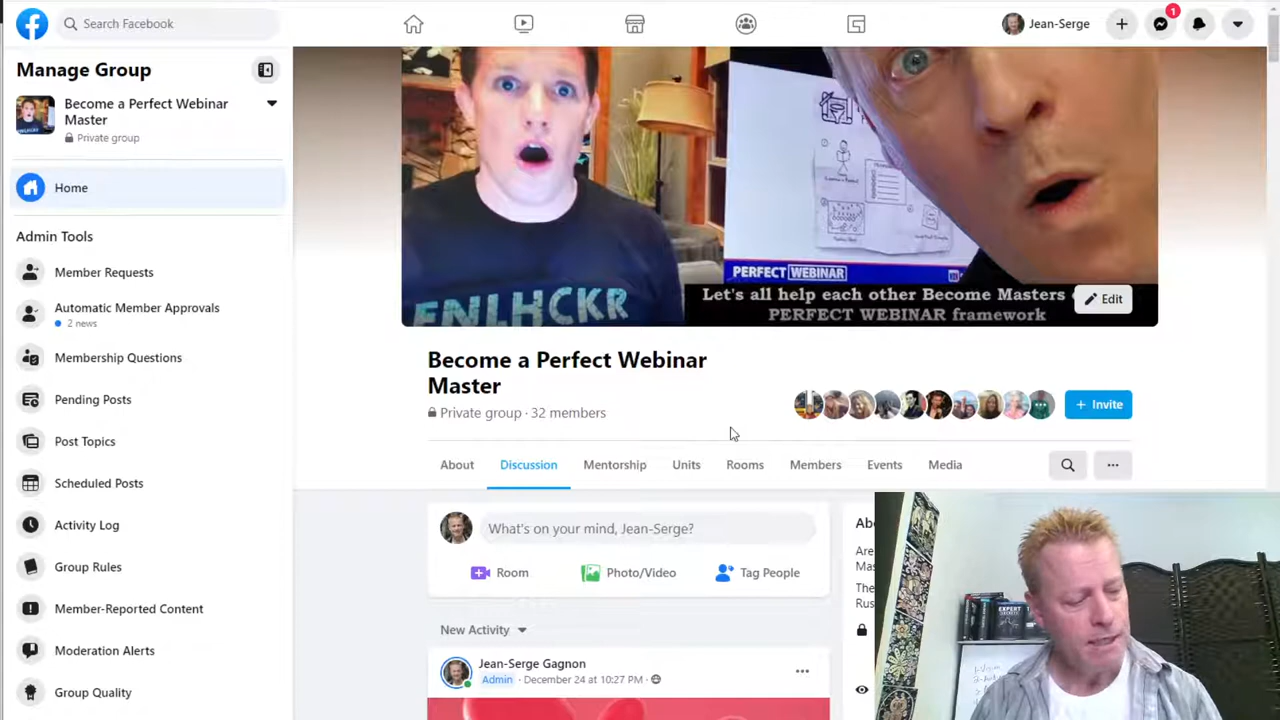 Search Facebook
Jean-Serge
1
Manage Group
Become a Perfect Webinar
Master
Private group
Home
Admin Tools
Member Requests
Automatic Member Approvals
2 news
Membership Questions
Pending Posts
Post Topics
Scheduled Posts
Activity Log
Group Rules
Member-Reported Content
Moderation Alerts
Group Quality
FNLHCKR
PERFECT WEBINAR
Let's all help each other Become Masters
PERFECT WEBINAR framework
Edit
Become a Perfect Webinar
Master
Private group · 32 members
+ Invite
About
Discussion
Mentorship
Units
Rooms
Members
Events
Media
What's on your mind, Jean-Serge?
Room
Photo/Video
Tag People
New Activity
Jean-Serge Gagnon
Admin · December 24 at 10:27 PM ·
EXPERT